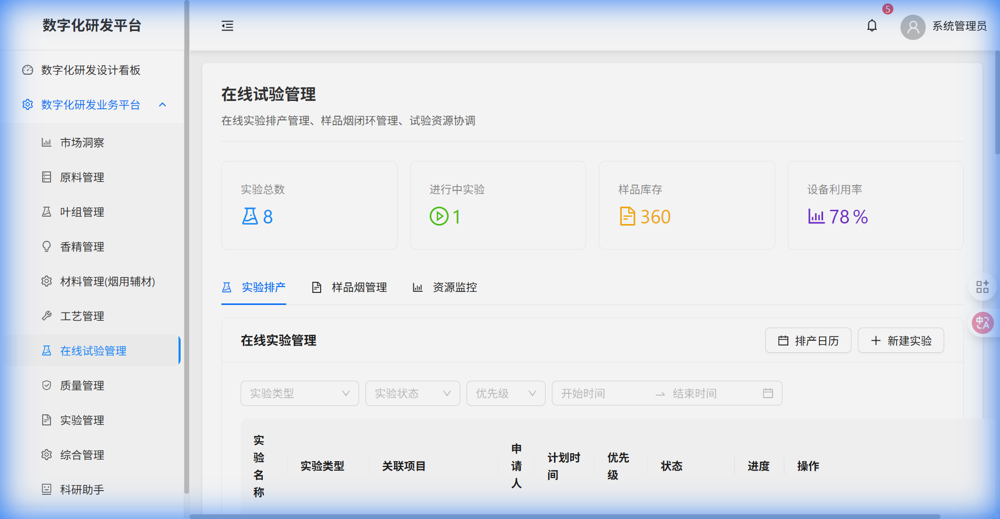 数字化研发平台
5
系统管理员
数字化研发设计看板
数字化研发业务平台
市场洞察
原料管理
叶组管理
香精管理
材料管理(烟用辅材)
工艺管理
在线试验管理
质量管理
实验管理
综合管理
科研助手
在线试验管理
在线实验排产管理、样品烟闭环管理、试验资源协调
实验总数
8
进行中实验
1
样品库存
360
设备利用率
78 %
实验排产
样品烟管理
资源监控
在线实验管理
排产日历
新建实验
实验类型
实验状态
优先级
开始时间
结束时间
实验名称
实验类型
关联项目
申请人
计划时间
优先级
状态
进度
操作
中A